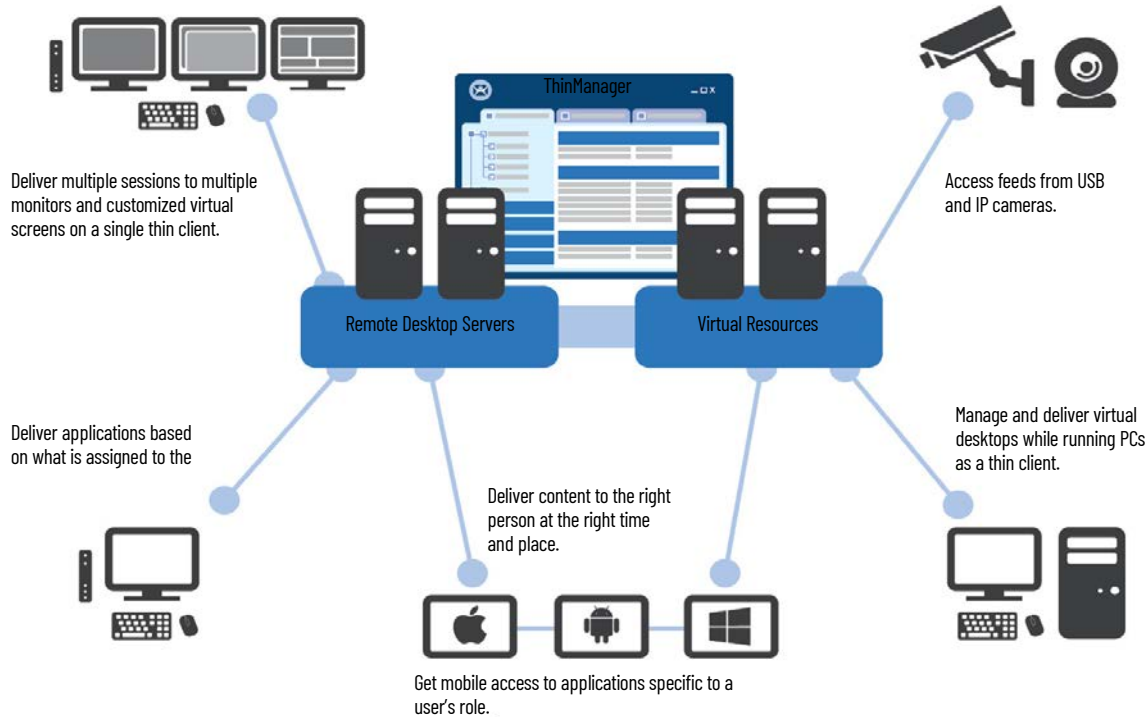 ThinManager
Deliver multiple sessions to multiple
monitors and customized virtual
screens on a single thin client.
Access feeds from USB
and IP cameras.
Remote Desktop Servers
Virtual Resources
Deliver applications based
on what is assigned to the
Manage and deliver virtual
desktops while running PCs
as a thin client.
Deliver content to the right
person at the right time
and place.
Get mobile access to applications specific to a
user's role.